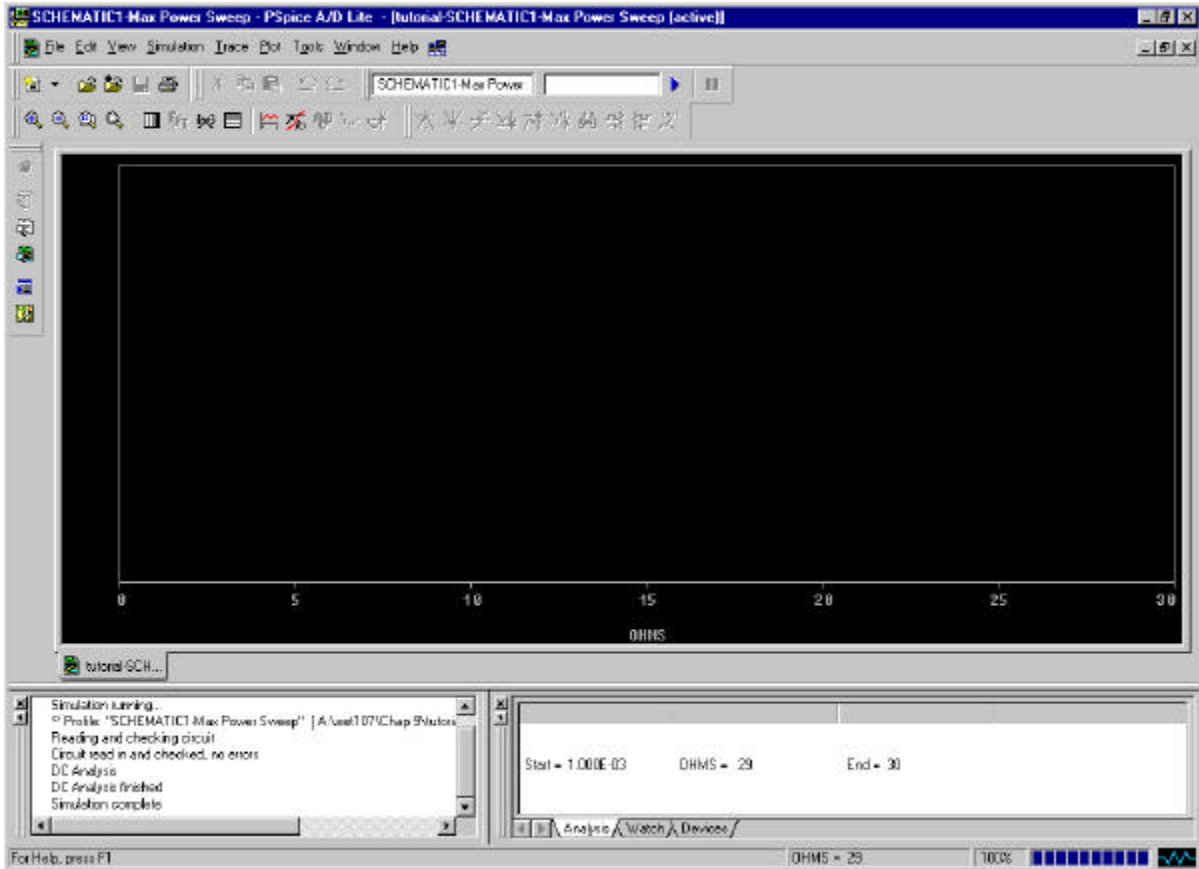 SCHEMATIC1-Max Power Sweep - PSpice A/D Lite - [tutorial-SCHEMATIC1-Max Power Sweep (active)]
File Edit View Simulation Trace Plot Tools Window Help
SCHEMATIC1-Max Power
0 5 10 15 20 25 30
OHMS
tutorial-SCH...
Simulation running...
Profile: "SCHEMATIC1-Max Power Sweep" [
Reading and checking circuit
Circuit read in and checked, no errors
DC Analysis
DC Analysis finished
Simulation complete
Start = 1.000E-03 OHMS = 29 End = 30
Analysis Watch Devices
For Help, press F1 OHMS = 29 100%